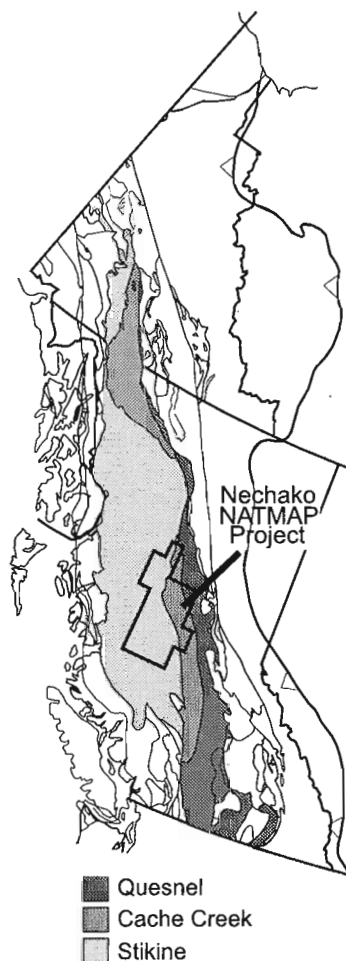 Nechako
NATMAP
Project
Quesnel
Cache Creek
Stikine